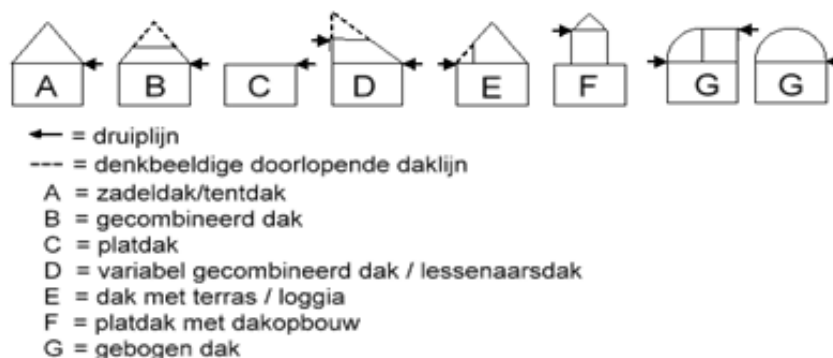 A B C D E F G G
= druiplijn
= denkbeeldige doorlopende daklijn
A = zadeldak/tentdak
B = gecombineerd dak
C = platdak
D = variabel gecombineerd dak / lessenaarsdak
E = dak met terras / loggia
F = platdak met dakopbouw
G = gebogen dak